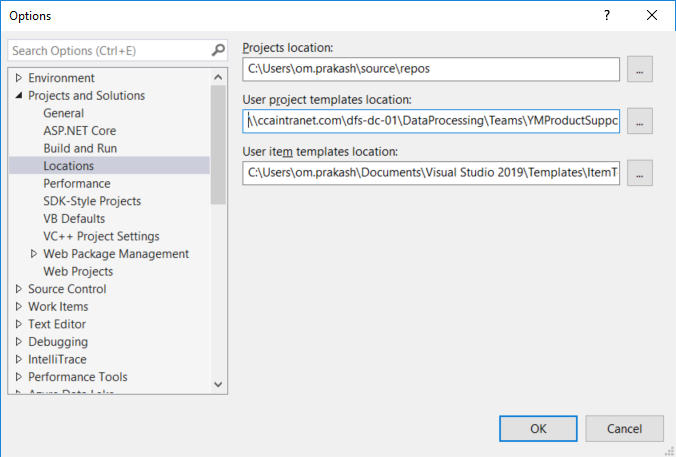 Options
?
Search Options (Ctrl+E)
Environment
Projects and Solutions
General
ASP.NET Core
Build and Run
Locations
Performance
SDK-Style Projects
VB Defaults
VC++ Project Settings
Web Package Management
Web Projects
Source Control
Work Items
Text Editor
Debugging
IntelliTrace
Performance Tools
Azure Data Lake
Projects location:
C:\Users\om.prakash\source\repos
...
User project templates location:
\\ccaintranet.com\dfs-dc-01\DataProcessing\Teams\YMProductSuppc
...
User item templates location:
C:\Users\om.prakash\Documents\Visual Studio 2019\Templates\ItemT
...
OK
Cancel